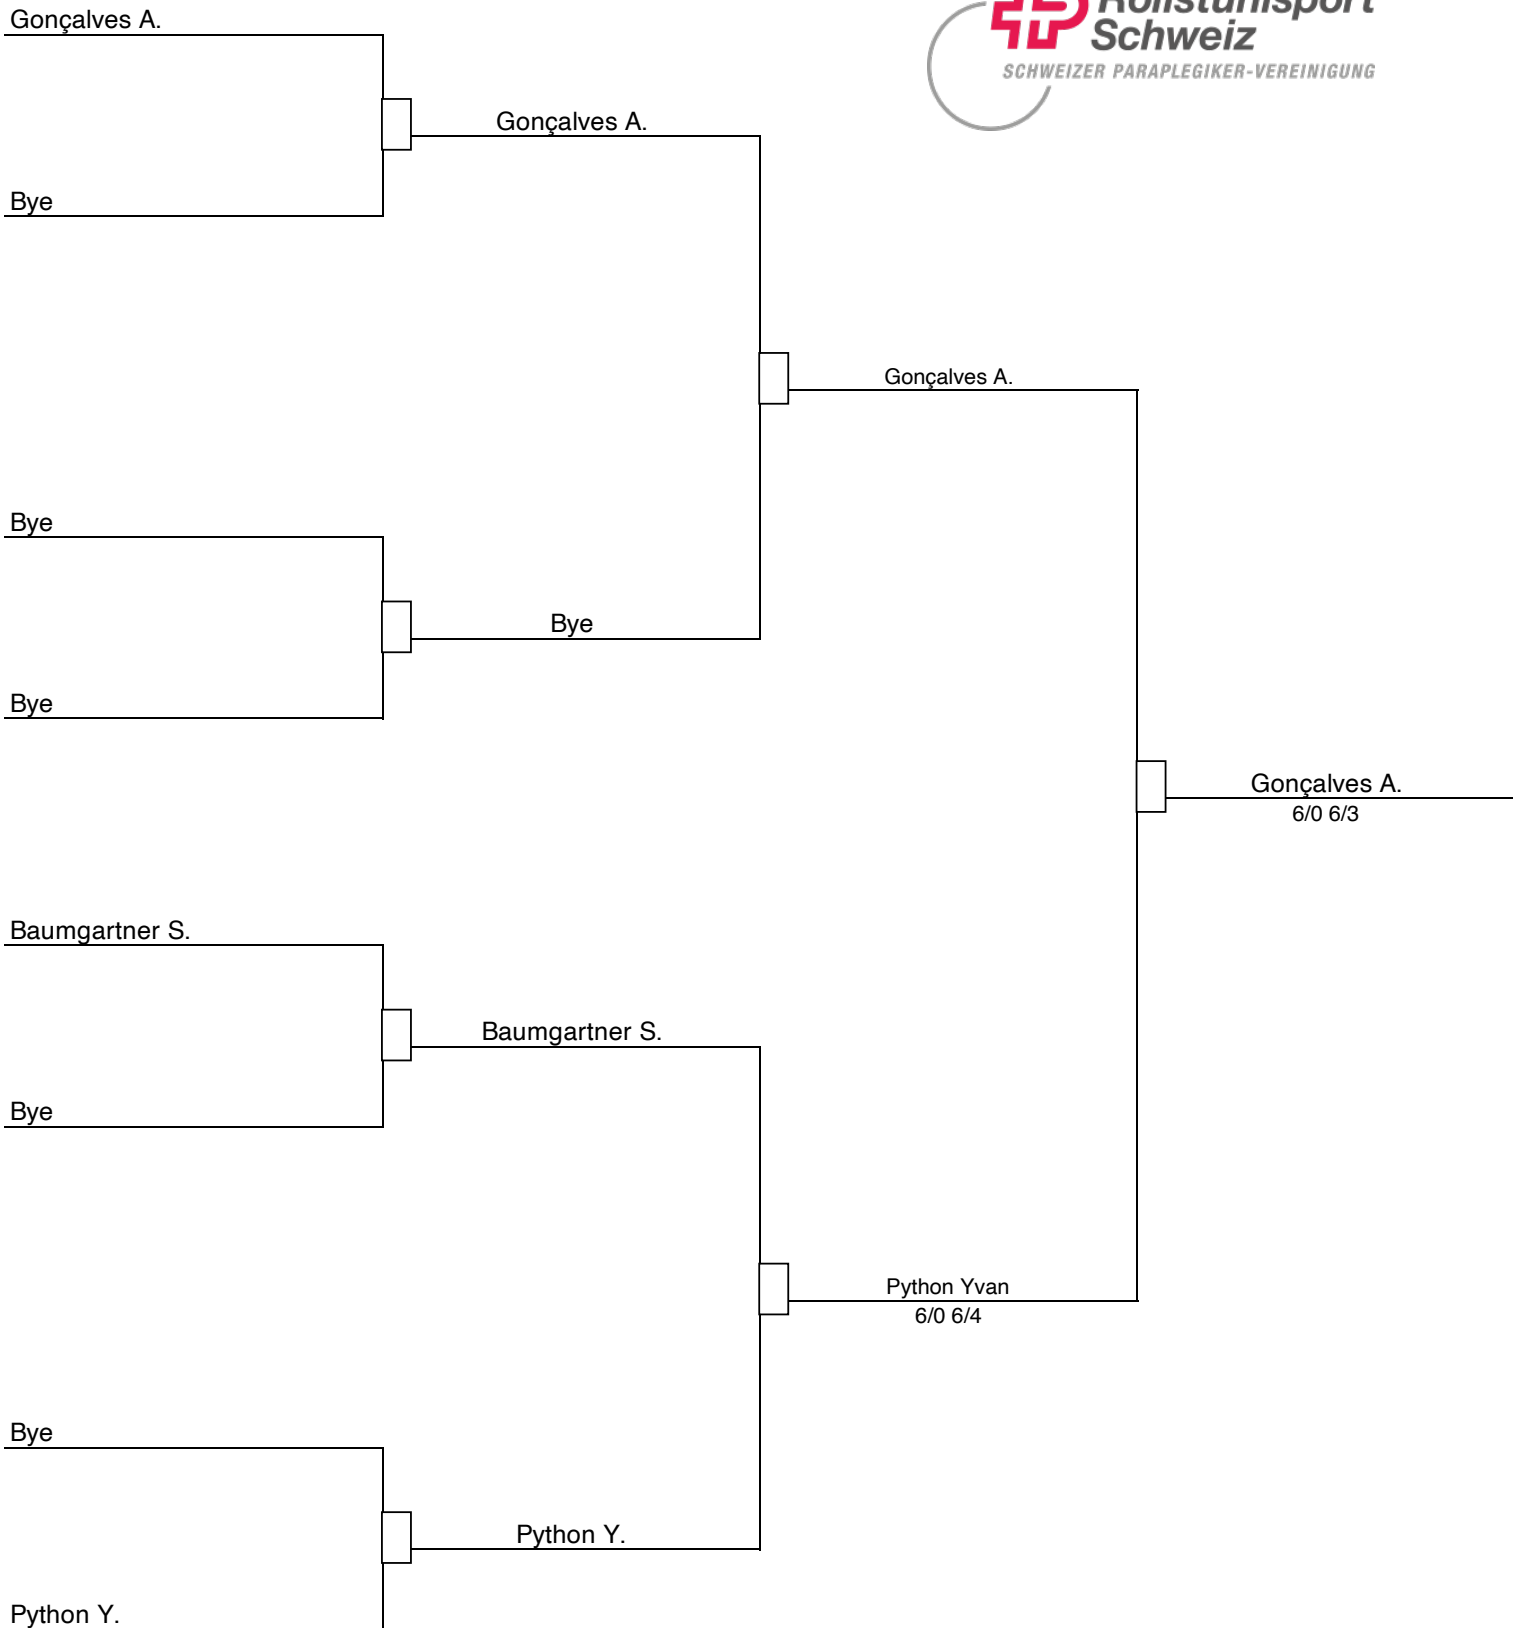 Gonçalves A.
Rollstuhlsport
Schweiz
SCHWEIZER PARAPLEGIKER-VEREINIGUNG
Gonçalves A.
Bye
Gonçalves A.
Bye
Bye
Bye
Gonçalves A.
6/0 6/3
Baumgartner S.
Baumgartner S.
Bye
Python Yvan
6/0 6/4
Bye
Python Y.
Python Y.